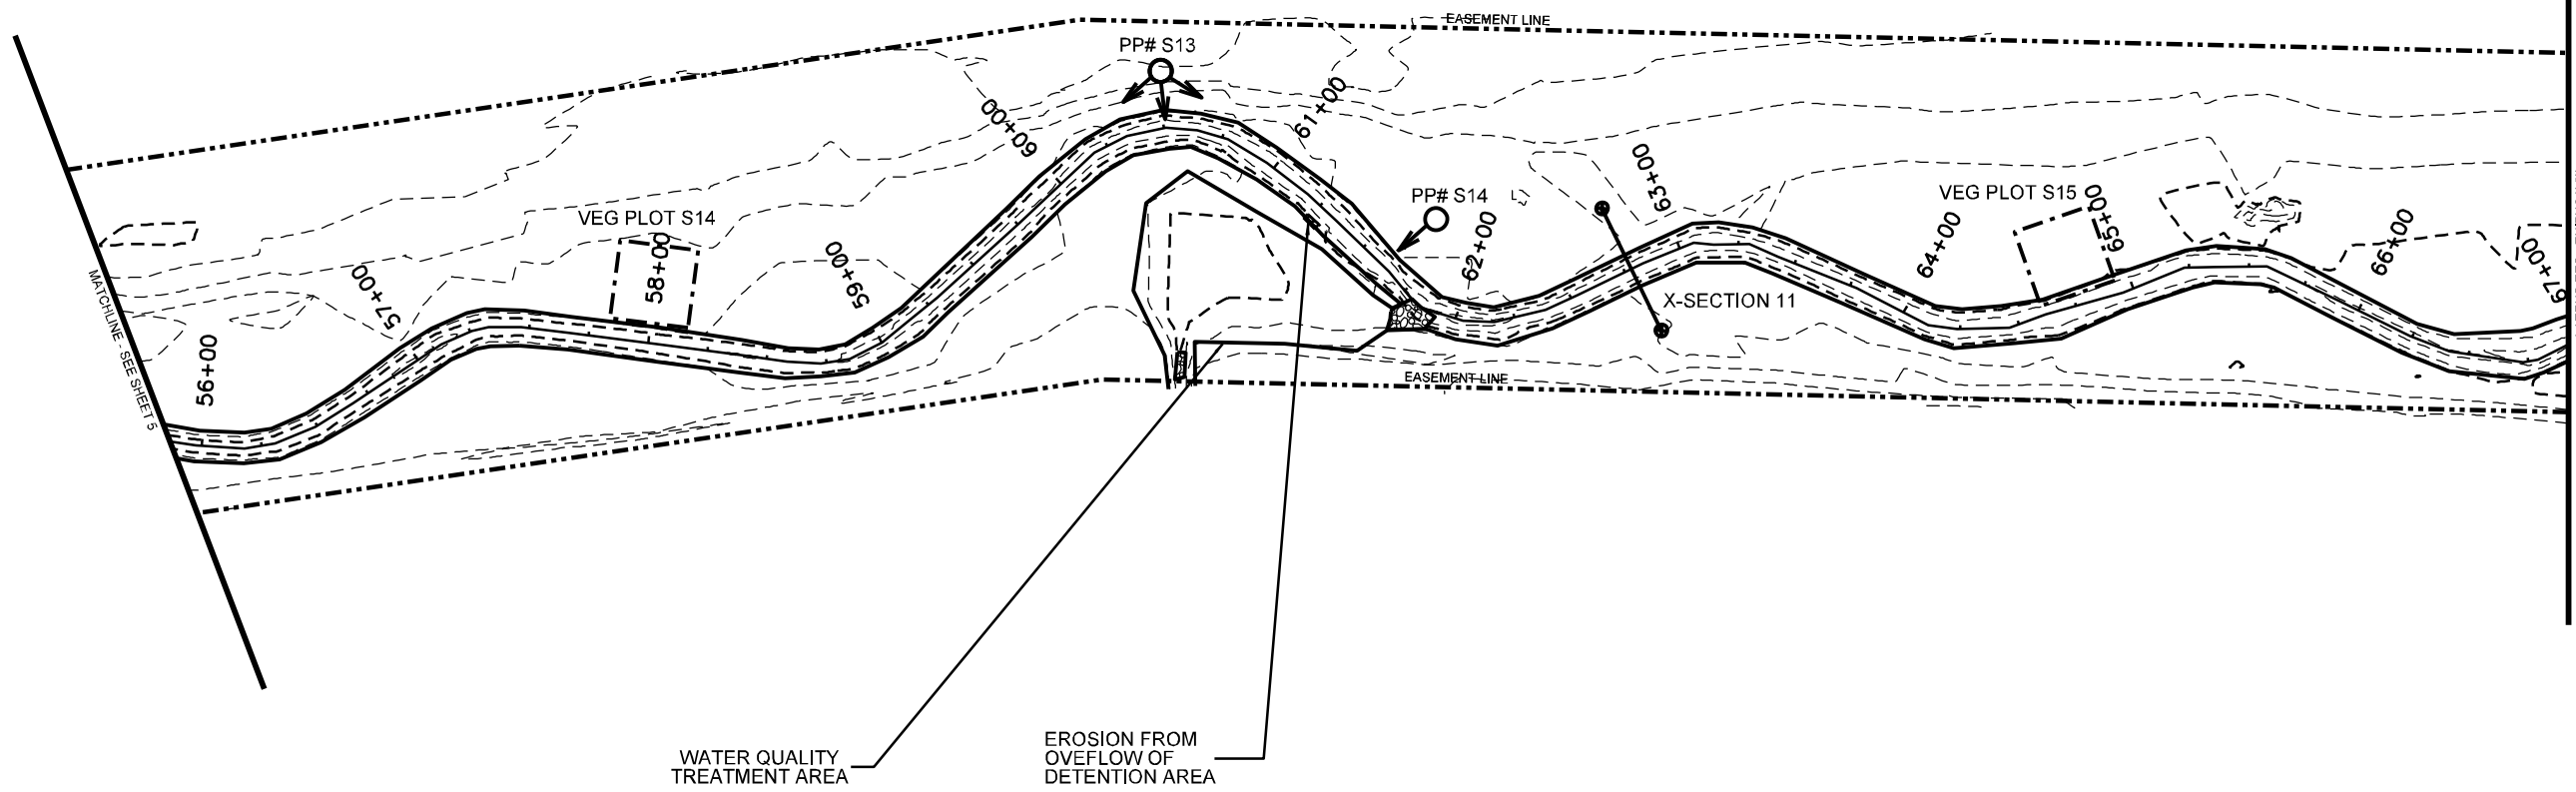 EASEMENT LINE
PP# S13
60+00
61+00
PP# S14
63+00
VEG PLOT S15
65+00
VEG PLOT S14
58+00
57+00
59+00
62+00
64+00
66+00
67+00
X-SECTION 11
MATCHLINE - SEE SHEET 5
56+00
EASEMENT LINE
WATER QUALITY
TREATMENT AREA
EROSION FROM
OVEFLOW OF
DETENTION AREA